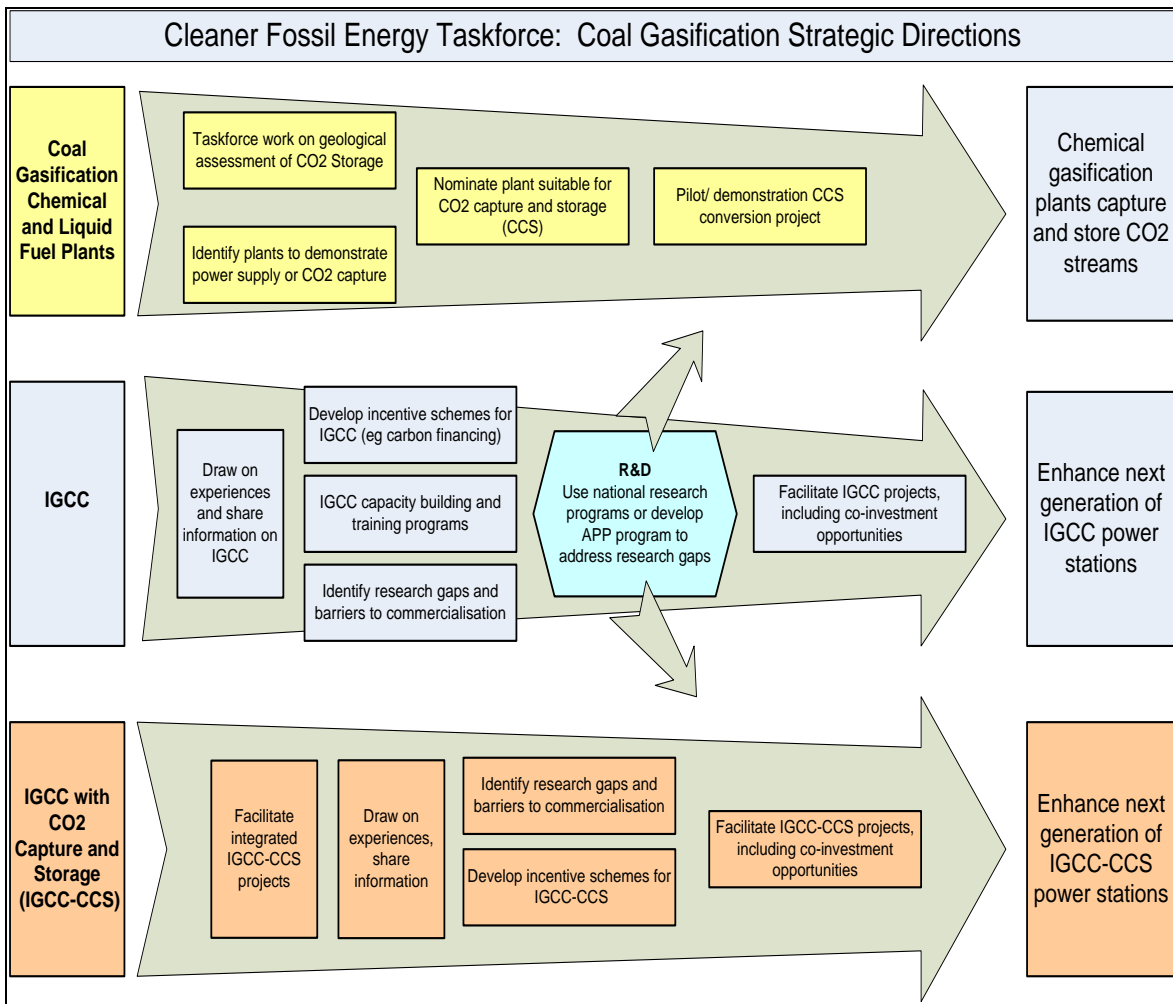 Cleaner Fossil Energy Taskforce: Coal Gasification Strategic Directions
Coal
Gasification
Chemical
and Liquid
Fuel Plants
Taskforce work on geological
assessment of CO2 Storage
Identify plants to demonstrate
power supply or CO2 capture
Nominate plant suitable for
CO2 capture and storage
(CCS)
Pilot/ demonstration CCS
conversion project
Chemical
gasification
plants capture
and store CO2
streams
IGCC
Draw on
experiences
and share
information on
IGCC
Develop incentive schemes for
IGCC (eg carbon financing)
IGCC capacity building and
training programs
Identify research gaps and
barriers to commercialisation
R&D
Use national research
programs or develop
APP program to
address research gaps
Facilitate IGCC projects,
including co-investment
opportunities
Enhance next
generation of
IGCC power
stations
IGCC with
CO2
Capture and
Storage
(IGCC-CCS)
Facilitate
integrated
IGCC-CCS
projects
Draw on
experiences,
share
information
Identify research gaps and
barriers to commercialisation
Develop incentive schemes for
IGCC-CCS
Facilitate IGCC-CCS projects,
including co-investment
opportunities
Enhance next
generation of
IGCC-CCS
power stations